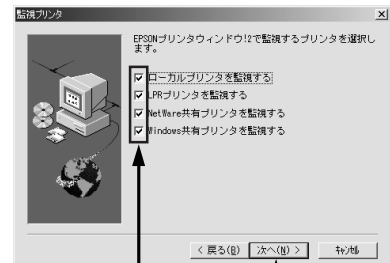 監視プリンタ
EPSONプリンタウィンドウ!2で監視するプリンタを選択し
ます。
ローカルプリンタを監視する
LPRプリンタを監視する
NetWare共有プリンタを監視する
Windows共有プリンタを監視する
< 戻る(B)
次へ(N) >
キャンセル